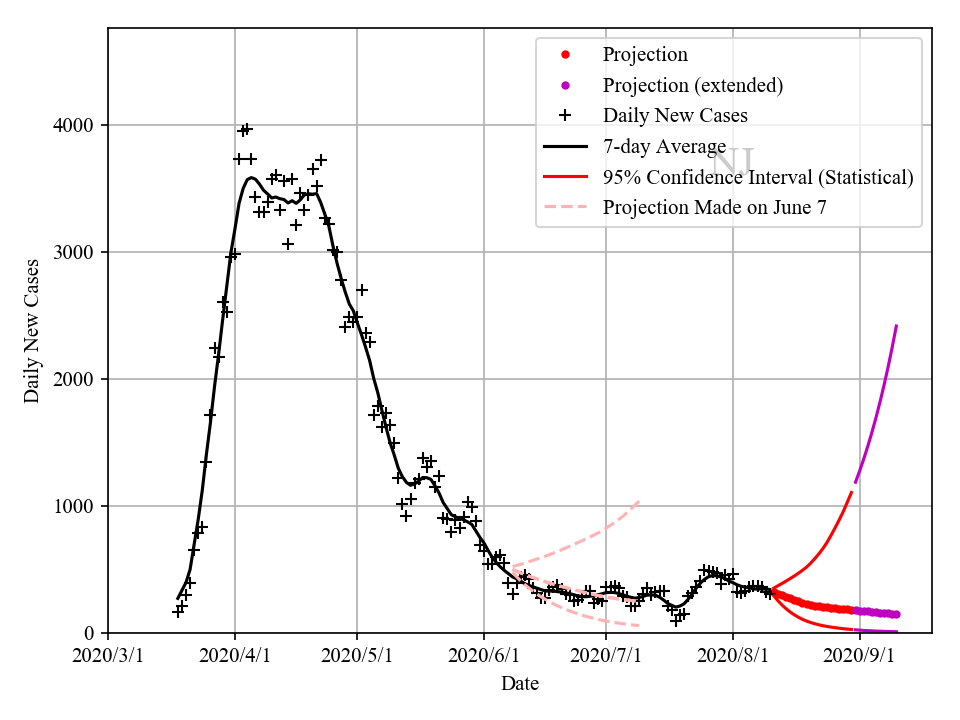 Projection
Projection (extended)
Daily New Cases
7-day Average
NJ
95% Confidence Interval (Statistical)
Projection Made on June 7
4000
3000
2000
1000
0
Daily New Cases
2020/3/1 2020/4/1 2020/5/1 2020/6/1 2020/7/1 2020/8/1 2020/9/1
Date